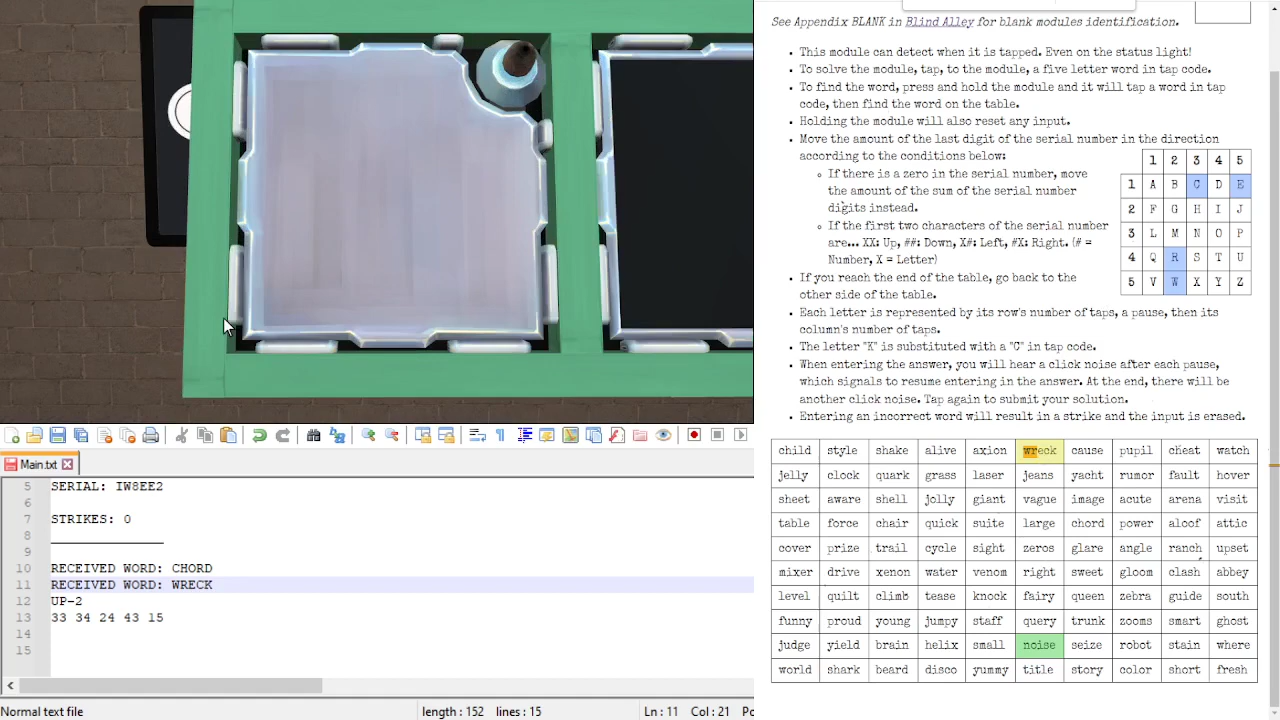 See Appendix BLANK in Blind Alley for blank modules identification.
This module can detect when it is tapped. Even on the status light!
To solve the module, tap, to the module, a five letter word in tap code.
To find the word, press and hold the module and it will tap a word in tap
code, then find the word on the table.
Holding the module will also reset any input.
Move the amount of the last digit of the serial number in the direction
according to the conditions below:
If there is a zero in the serial number, move
the amount of the sum of the serial number
digits instead.
If the first two characters of the serial number
are... XX: Up, ##: Down, X#: Left, #X: Right. (# =
Number, X = Letter)
If you reach the end of the table, go back to the
other side of the table.
1 2 3 4 5
1 A B C D E
2 F G H I J
3 L M N O P
4 Q R S T U
5 V W X Y Z
Each letter is represented by its row's number of taps, a pause, then its
column's number of taps.
The letter "K" is substituted with a "C" in tap code.
When entering the answer, you will hear a click noise after each pause,
which signals to resume entering in the answer. At the end, there will be
another click noise. Tap again to submit your solution.
Entering an incorrect word will result in a strike and the input is erased.
child style shake alive axion wreck cause pupil cheat watch
jelly clock quark grass laser jeans yacht rumor fault hover
sheet aware shell jolly giant vague image acute arena visit
table force chair quick suite large chord power aloof attic
cover prize trail cycle sight zeros glare angle ranch upset
mixer drive xenon water venom right sweet gloom clash abbey
level quilt climb tease knock fairy queen zebra guide south
funny proud young jumpy staff query trunk zooms smart ghost
judge yield brain helix small noise seize robot stain where
world shark beard disco yummy title story color short fresh
Main.txt
5 SERIAL: IW8EE2
6
7 STRIKES: 0
8
9
10 RECEIVED WORD: CHORD
11 RECEIVED WORD: WRECK
12 UP-2
13 33 34 24 43 15
14
15
Normal text file length : 152 lines : 15 Ln : 11 Col : 21 Po